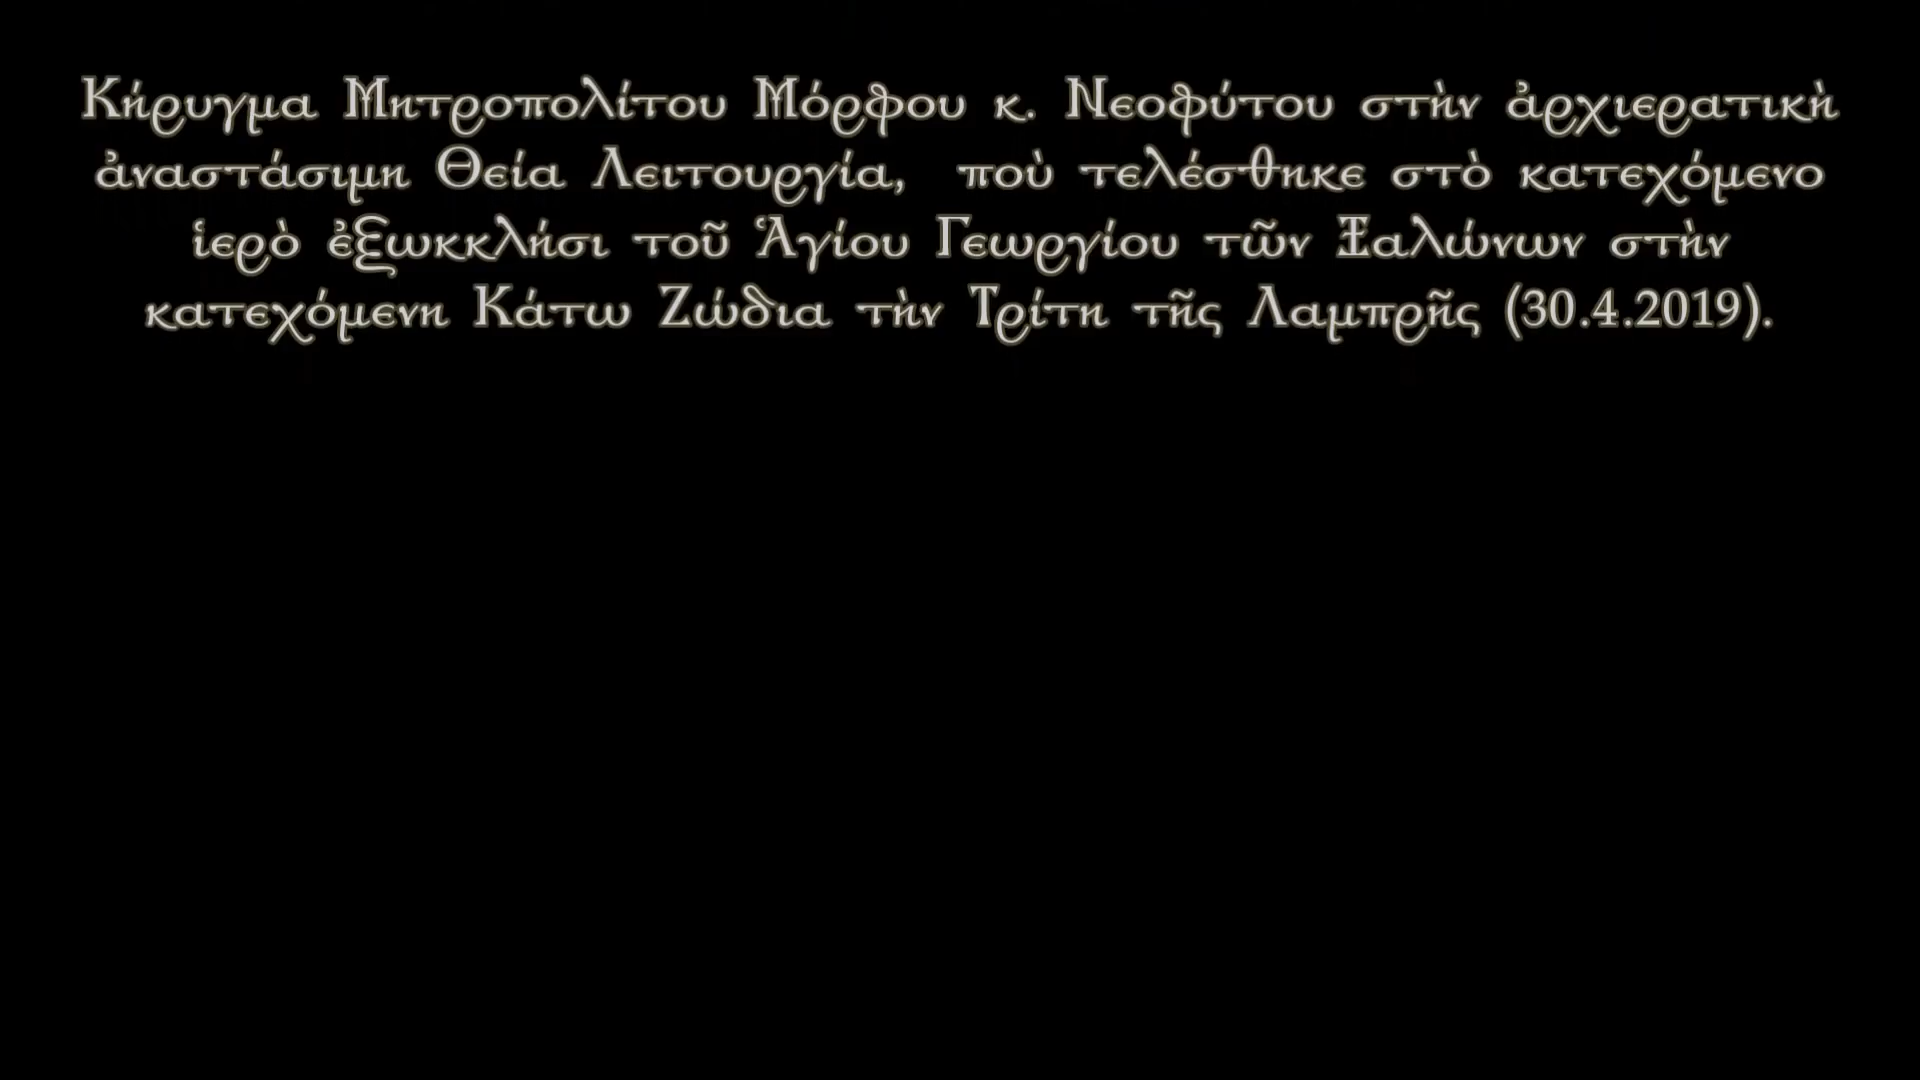 Κήρυγμα Μητροπολίτου Μόρφου κ. Νεοφύτου στὴν ἀρχιερατικὴ
ἀναστάσιμη Θεία Λειτουργία, ποὺ τελέσθηκε στὸ κατεχόμενο
ἱερὸ ἐξωκκλήσι τοῦ Ἁγίου Γεωργίου τῶν Ξαλώνων στὴν
κατεχόμενη Κάτω Ζώδια τὴν Τρίτη τῆς Λαμπρῆς (30.4.2019).